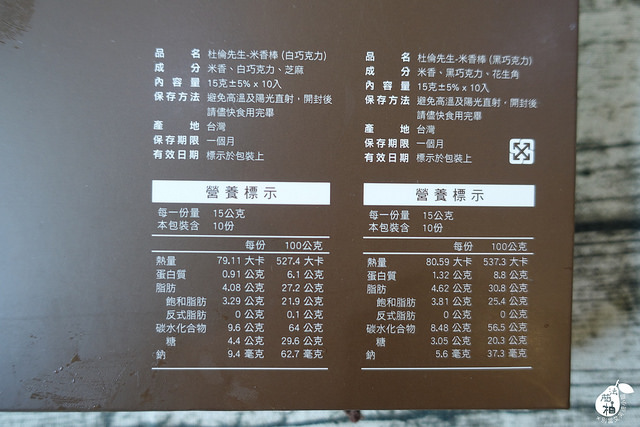 品名 杜倫先生-米香棒 (白巧克力)
成分 米香、白巧克力、芝麻
內容量 15克±5% x 10入
保存方法 避免高溫及陽光直射，開封後
請儘快食用完畢
產地 台灣
保存期限 一個月
有效日期 標示於包裝上
營養標示
每一份量 15公克
本包裝含 10份
每份 100公克
熱量 79.11 大卡 527.4 大卡
蛋白質 0.91 公克 6.1 公克
脂肪 4.08 公克 27.2 公克
飽和脂肪 3.29 公克 21.9 公克
反式脂肪 0 公克 0.1 公克
碳水化合物 9.6 公克 64 公克
糖 4.4 公克 29.6 公克
鈉 9.4 毫克 62.7 毫克
品名 杜倫先生-米香棒 (黑巧克力)
成分 米香、黑巧克力、花生角
內容量 15克±5% x 10入
保存方法 避免高溫及陽光直射，開封後
請儘快食用完畢
產地 台灣
保存期限 一個月
有效日期 標示於包裝上
營養標示
每一份量 15公克
本包裝含 10份
每份 100公克
熱量 80.59 大卡 537.3 大卡
蛋白質 1.32 公克 8.8 公克
脂肪 4.62 公克 30.8 公克
飽和脂肪 3.81 公克 25.4 公克
反式脂肪 0 公克 0 公克
碳水化合物 8.48 公克 56.5 公克
糖 3.05 公克 20.3 公克
鈉 5.6 毫克 37.3 毫克